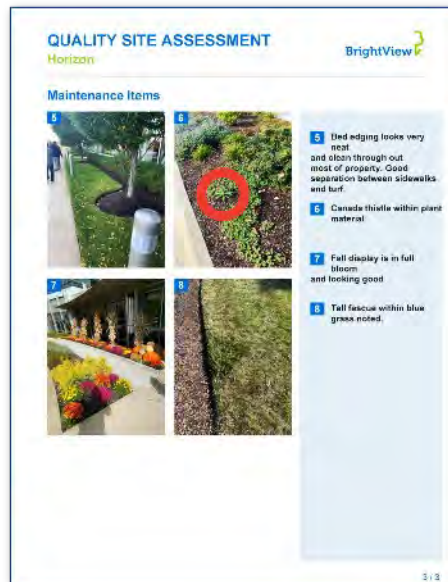 QUALITY SITE ASSESSMENT
Horizon
BrightView
Maintenance Items
5
6
7
8
5 Bed edging looks very
neat
and clean through out
most of property. Good
separation between sidewalks
and turf.
6 Canada thistle within plant
material
7 Fall display is in full
bloom
and looking good
8 Tall fescue within blue
grass noted.
3 / 3